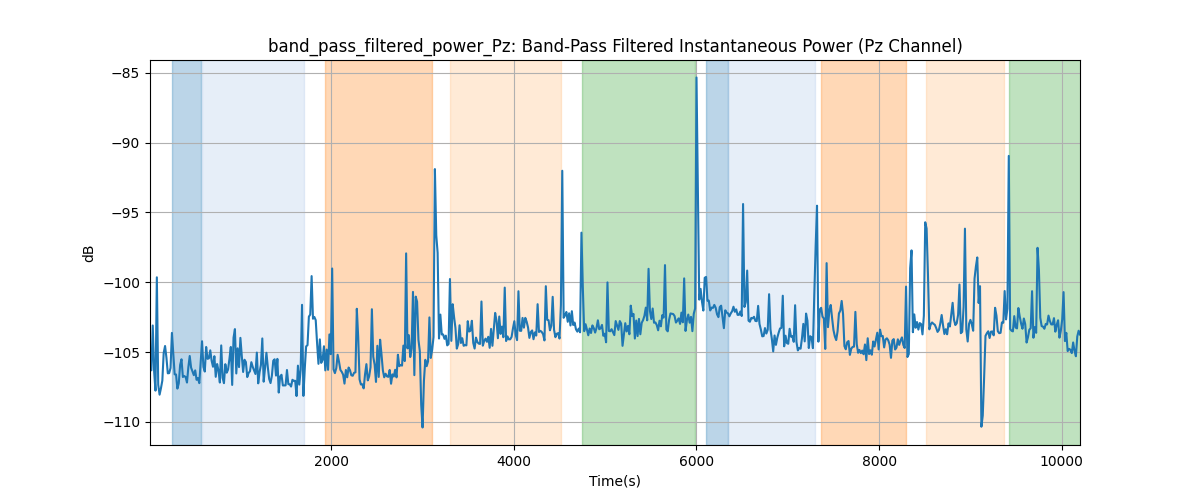 band_pass_filtered_power_Pz: Band-Pass Filtered Instantaneous Power (Pz Channel)
−85
−90
−95
−100
−105
−110
dB
2000 4000 6000 8000 10000
Time(s)